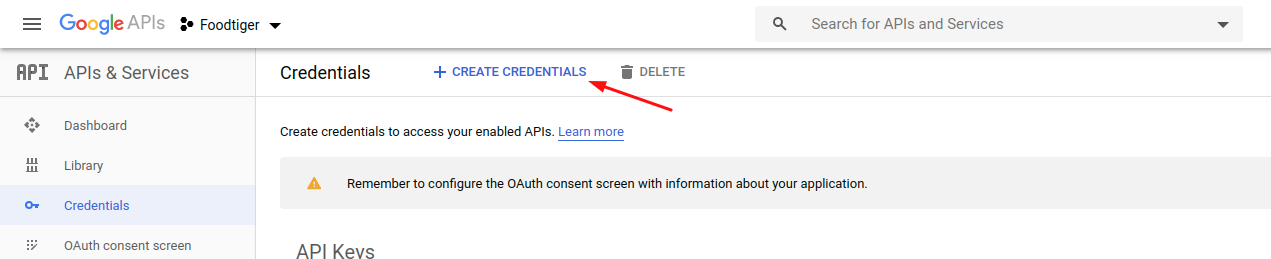 Google APIs Foodtiger Search for APIs and Services
API APIs & Services Credentials CREATE CREDENTIALS DELETE
Dashboard
Create credentials to access your enabled APIs. Learn more
Library
Remember to configure the OAuth consent screen with information about your application.
Credentials
OAuth consent screen
API Keys